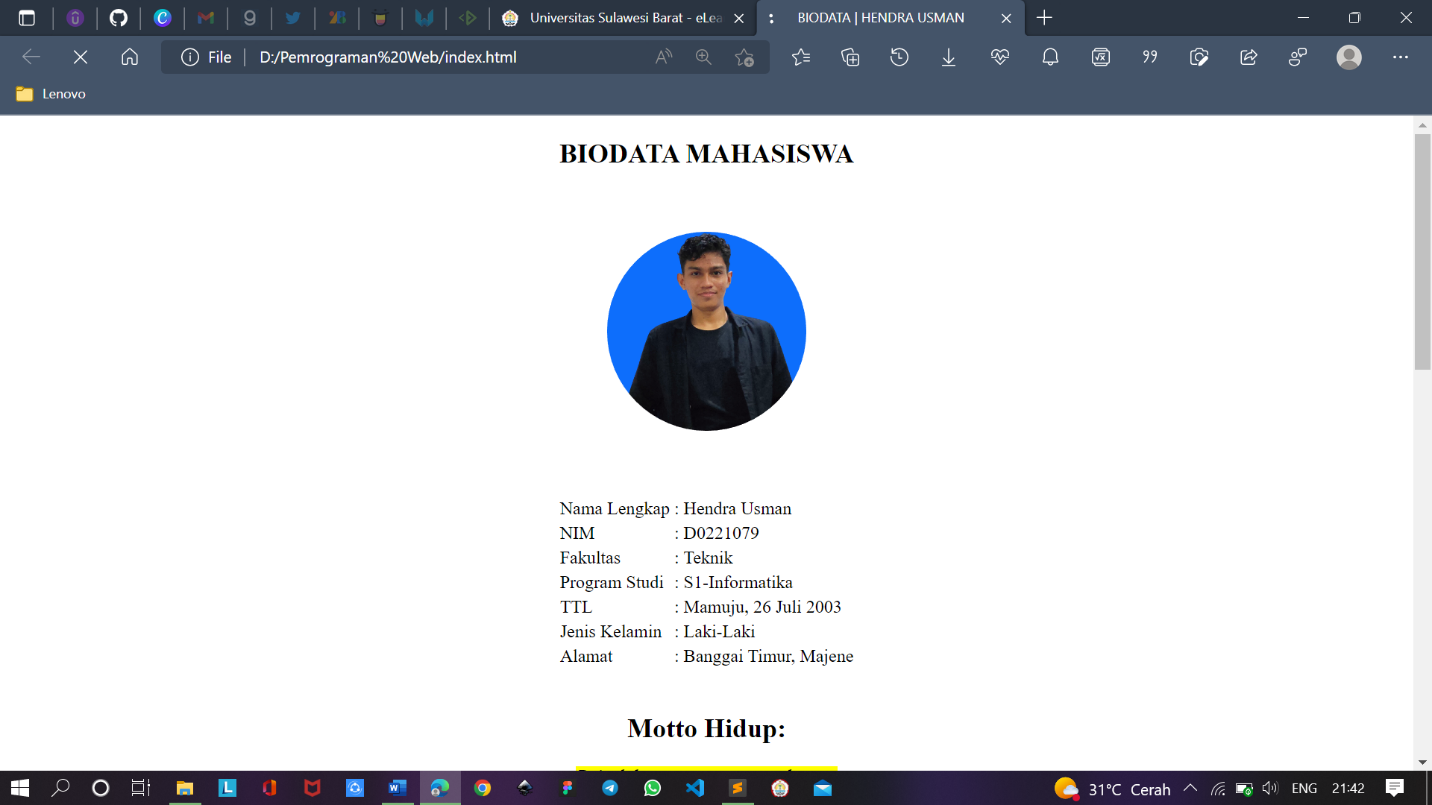 Universitas Sulawesi Barat - eLea
BIODATA | HENDRA USMAN
File
D:/Pemrograman%20Web/index.html
Lenovo
BIODATA MAHASISWA
Nama Lengkap : Hendra Usman
NIM : D0221079
Fakultas : Teknik
Program Studi : S1-Informatika
TTL : Mamuju, 26 Juli 2003
Jenis Kelamin : Laki-Laki
Alamat : Banggai Timur, Majene
Motto Hidup:
31°C Cerah
ENG
21:42